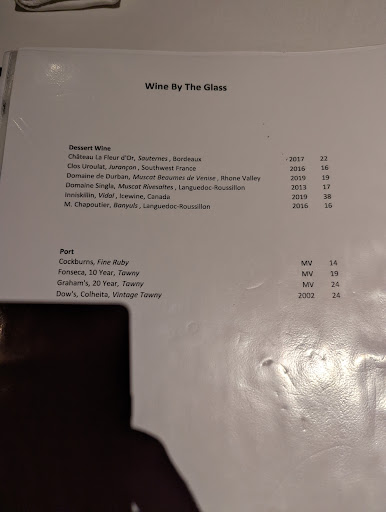 Wine By The Glass
Dessert Wine
Château La Fleur d'Or, Sauternes, Bordeaux 2017 22
Clos Uroulat, Jurançon, Southwest France 2016 16
Domaine de Durban, Muscat Beaumes de Venise, Rhone Valley 2019 19
Domaine Singla, Muscat Rivesaltes, Languedoc-Roussillon 2013 17
Inniskillin, Vidal, Icewine, Canada 2019 38
M. Chapoutier, Banyuls, Languedoc-Roussillon 2016 16
Port
Cockburns, Fine Ruby MV 14
Fonseca, 10 Year, Tawny MV 19
Graham's, 20 Year, Tawny MV 24
Dow's, Colheita, Vintage Tawny 2002 24